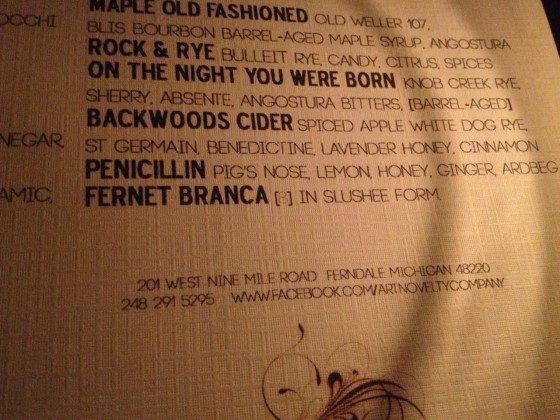 OCCHI
NEGAR,
AMIC,
MAPLE OLD FASHIONED OLD WELLER 107,
BLIS BOURBON BARREL-AGED MAPLE SYRUP, ANGOSTURA
ROCK & RYE BULLEIT RYE, CANDY, CITRUS, SPICES
ON THE NIGHT YOU WERE BORN KNOB CREEK RYE,
SHERRY, ABSENTE, ANGOSTURA BITTERS, [BARREL-AGED]
BACKWOODS CIDER SPICED APPLE WHITE DOG RYE,
ST GERMAIN, BENEDICTINE, LAVENDER HONEY, CINNAMON
PENICILLIN PIG'S NOSE, LEMON, HONEY, GINGER, ARDBEG
FERNET BRANCA [8] IN SLUSHEE FORM.
201 WEST NINE MILE ROAD FERNDALE MICHIGAN 48220
248 291 5295 WWW.FACEBOOK.COM/ARTNOVELTYCOMPANY